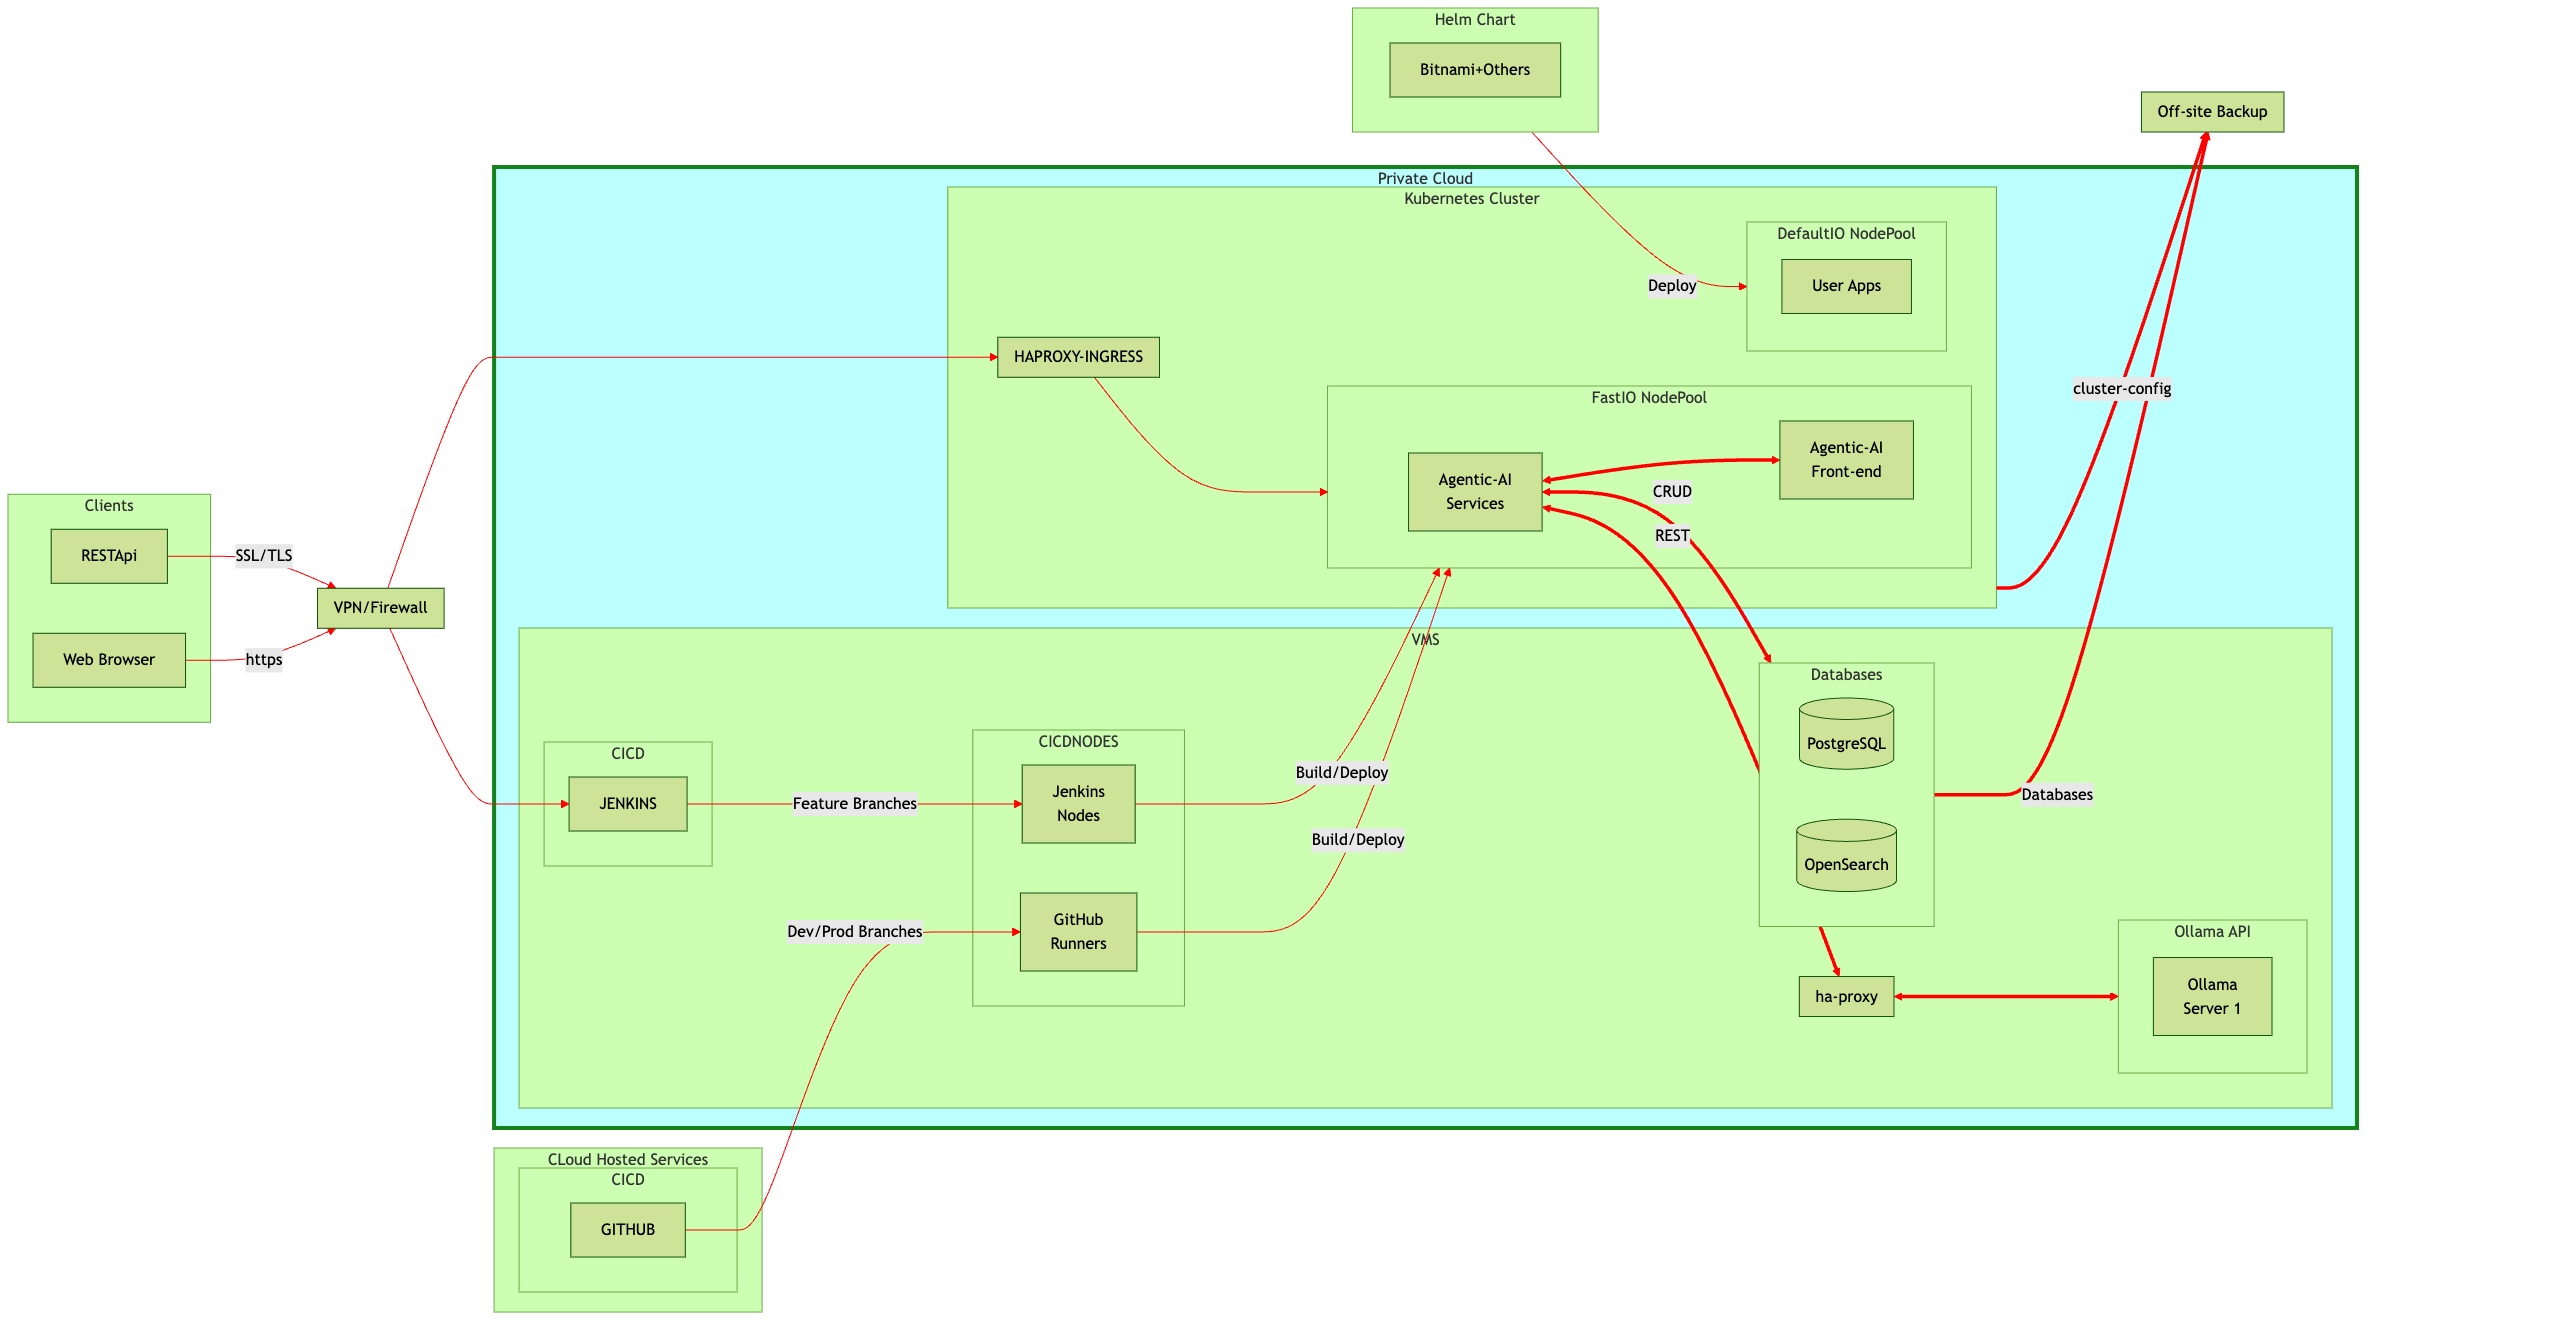 Helm Chart
Bitnami+Others
Off-site Backup
Private Cloud
Kubernetes Cluster
DefaultIO NodePool
User Apps
Deploy
HAPROXY-INGRESS
FastIO NodePool
Agentic-AI
Services
Agentic-AI
Front-end
CRUD
REST
cluster-config
Clients
RESTApi
SSL/TLS
Web Browser
https
VPN/Firewall
VMS
CICD
JENKINS
Feature Branches
CICDNODES
Jenkins
Nodes
Build/Deploy
Build/Deploy
Dev/Prod Branches
GitHub
Runners
Databases
PostgreSQL
OpenSearch
Databases
ha-proxy
Ollama API
Ollama
Server 1
CLoud Hosted Services
CICD
GITHUB